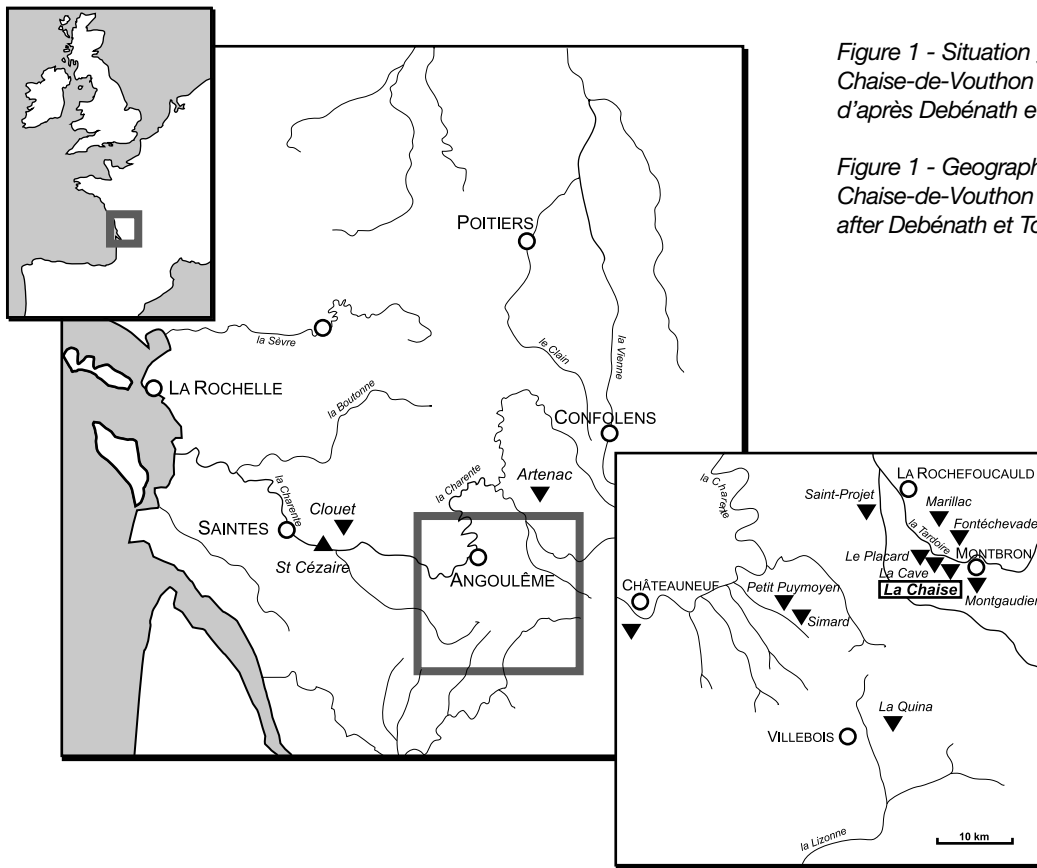 Figure 1 - Situation
Chaise-de-Vouthon
d'après Debénath e
Figure 1 - Geograph
Chaise-de-Vouthon
after Debénath et To
POITIERS
la Sèvre
le Clain
la Vienne
LA ROCHELLE
la Boutonne
CONFOLENS
la Charente
Artenac
la Charente
Clouet
SAINTES
St Cézaire
ANGOULÊME
la Charente
LA ROCHEFOUCAULD
Saint-Projet
Marillac
la Tardoire
Fontéchevade
Le Placard
MONTBRON
La Cave
CHÂTEAUNEUF
Petit Puymoyen
La Chaise
Montgaudier
Simard
La Quina
VILLEBOIS
la Lizonne
10 km